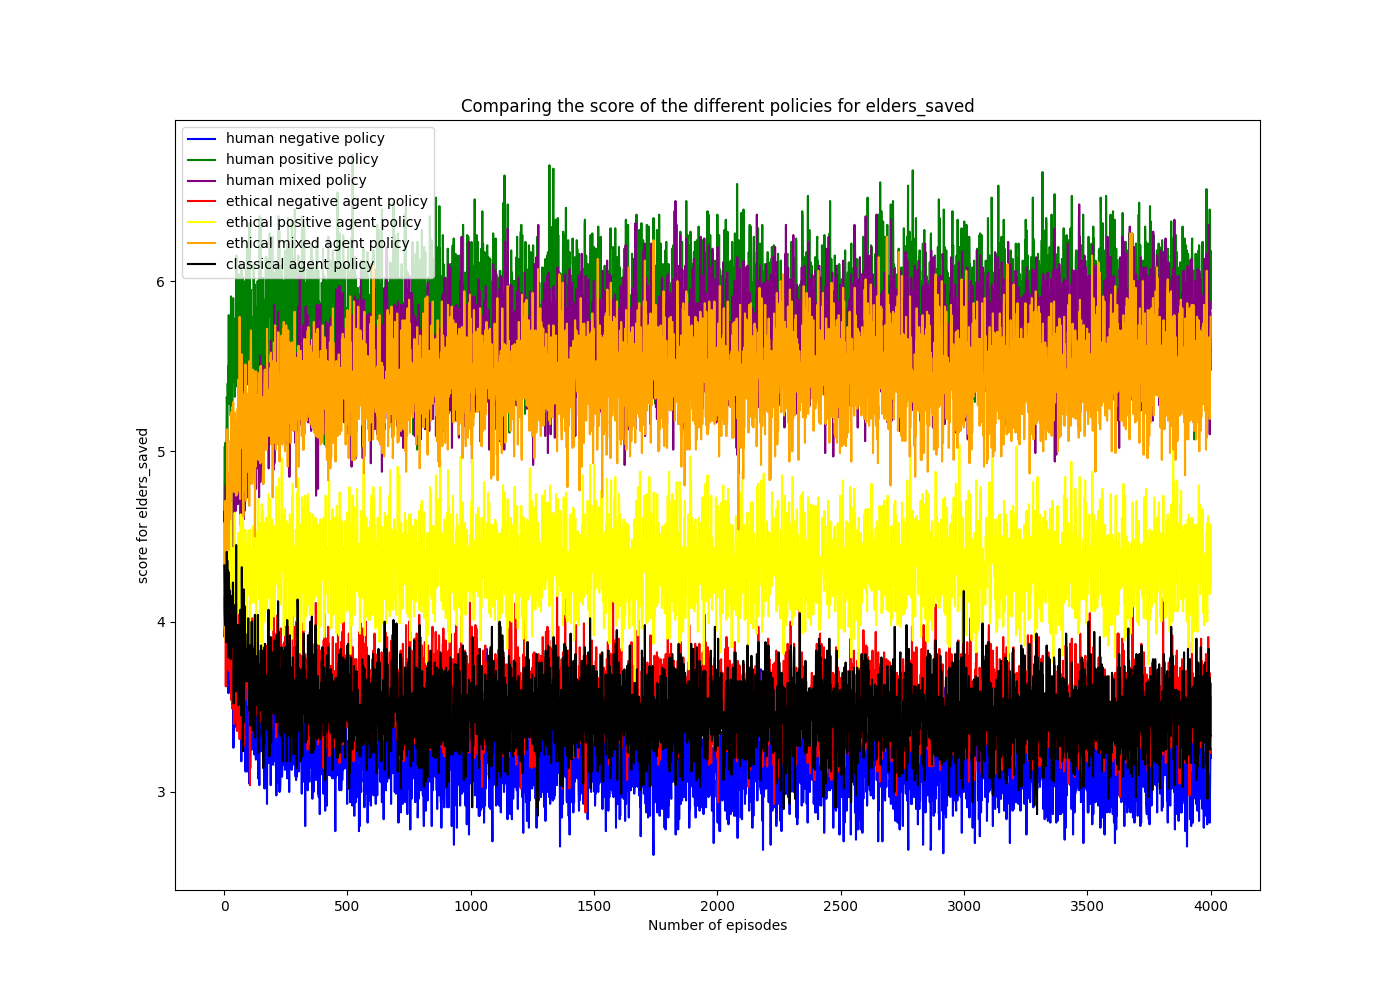 Comparing the score of the different policies for elders_saved
human negative policy
human positive policy
human mixed policy
ethical negative agent policy
ethical positive agent policy
ethical mixed agent policy
classical agent policy
6
5
4
3
score for elders_saved
0 500 1000 1500 2000 2500 3000 3500 4000
Number of episodes